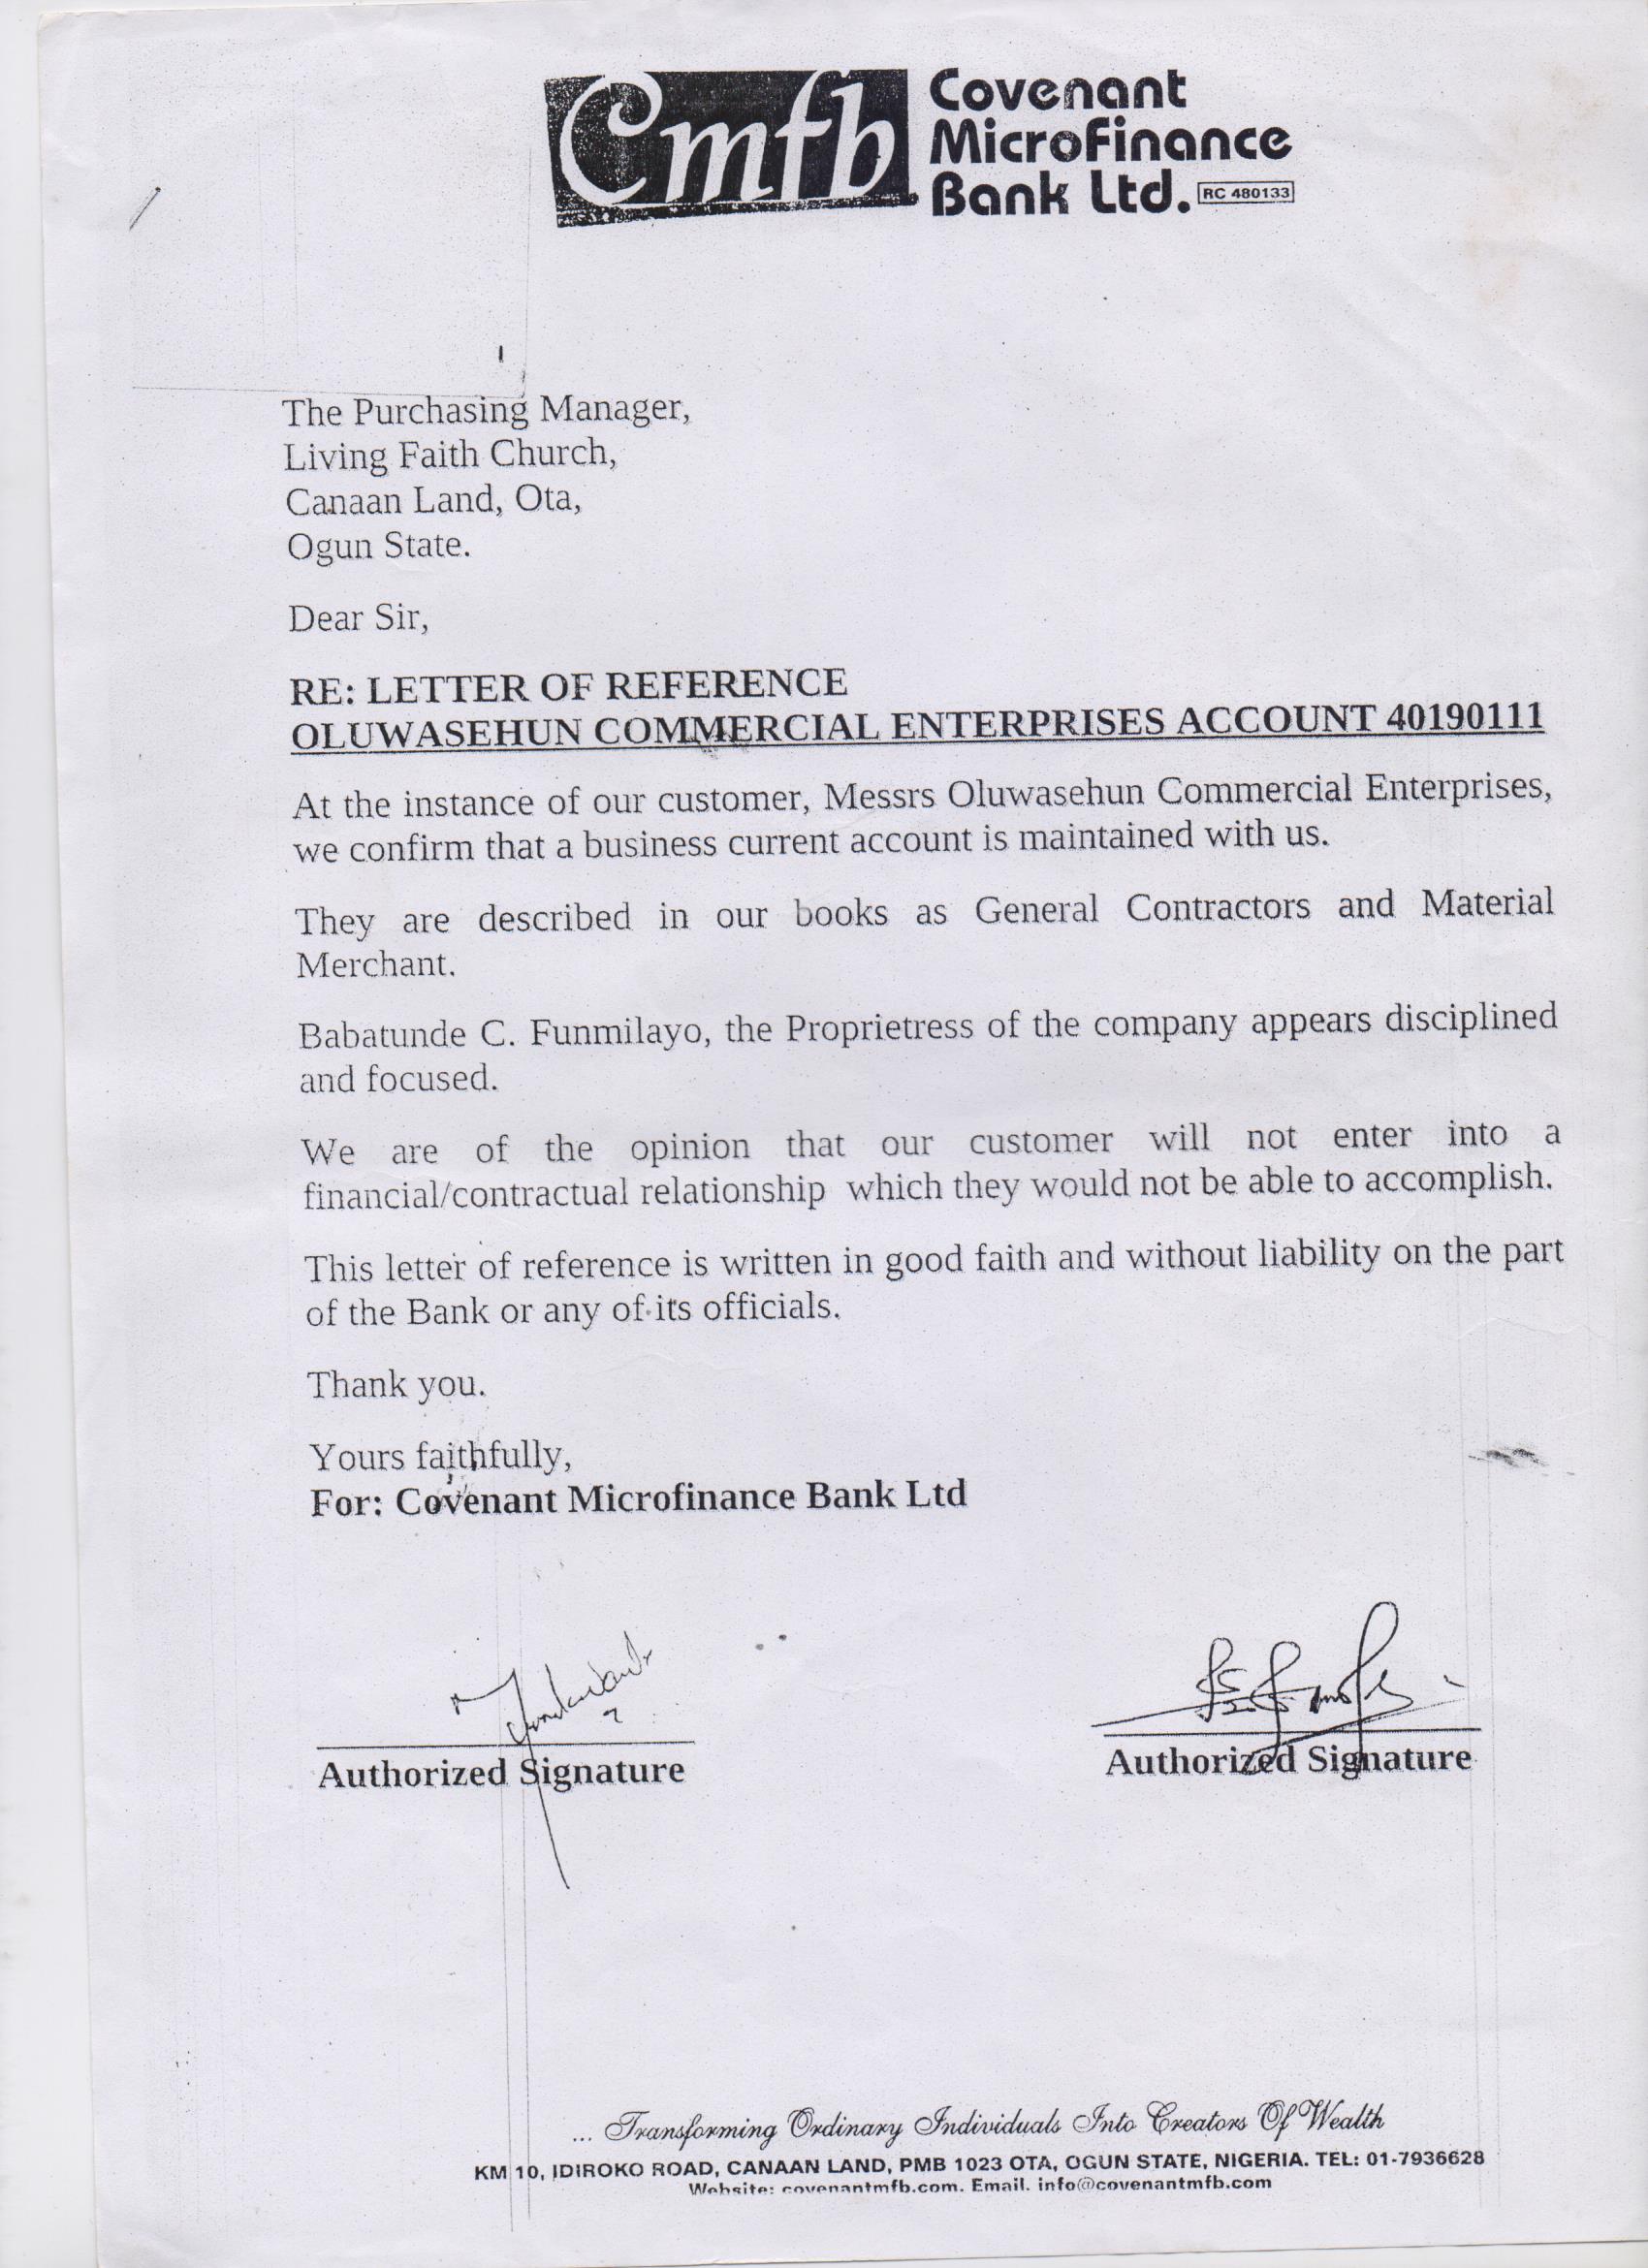 Cmfb
Covenant
MicroFinance
Bank Ltd. RC 480133
The Purchasing Manager,
Living Faith Church,
Canaan Land, Ota,
Ogun State.
Dear Sir,
RE: LETTER OF REFERENCE
OLUWASEHUN COMMERCIAL ENTERPRISES ACCOUNT 40190111
At the instance of our customer, Messrs Oluwasehun Commercial Enterprises,
we confirm that a business current account is maintained with us.
They are described in our books as General Contractors and Material
Merchant.
Babatunde C. Funmilayo, the Proprietress of the company appears disciplined
and focused.
We are of the opinion that our customer will not enter into a
financial/contractual relationship which they would not be able to accomplish.
This letter of reference is written in good faith and without liability on the part
of the Bank or any of its officials.
Thank you.
Yours faithfully,
For: Covenant Microfinance Bank Ltd
Authorized Signature
Authorized Signature
... Transforming Ordinary Individuals Into Creators Of Wealth
KM 10, IDIROKO ROAD, CANAAN LAND, PMB 1023 OTA, OGUN STATE, NIGERIA. TEL: 01-7936628
Website: covenantmfb.com. Email. info@covenantmfb.com